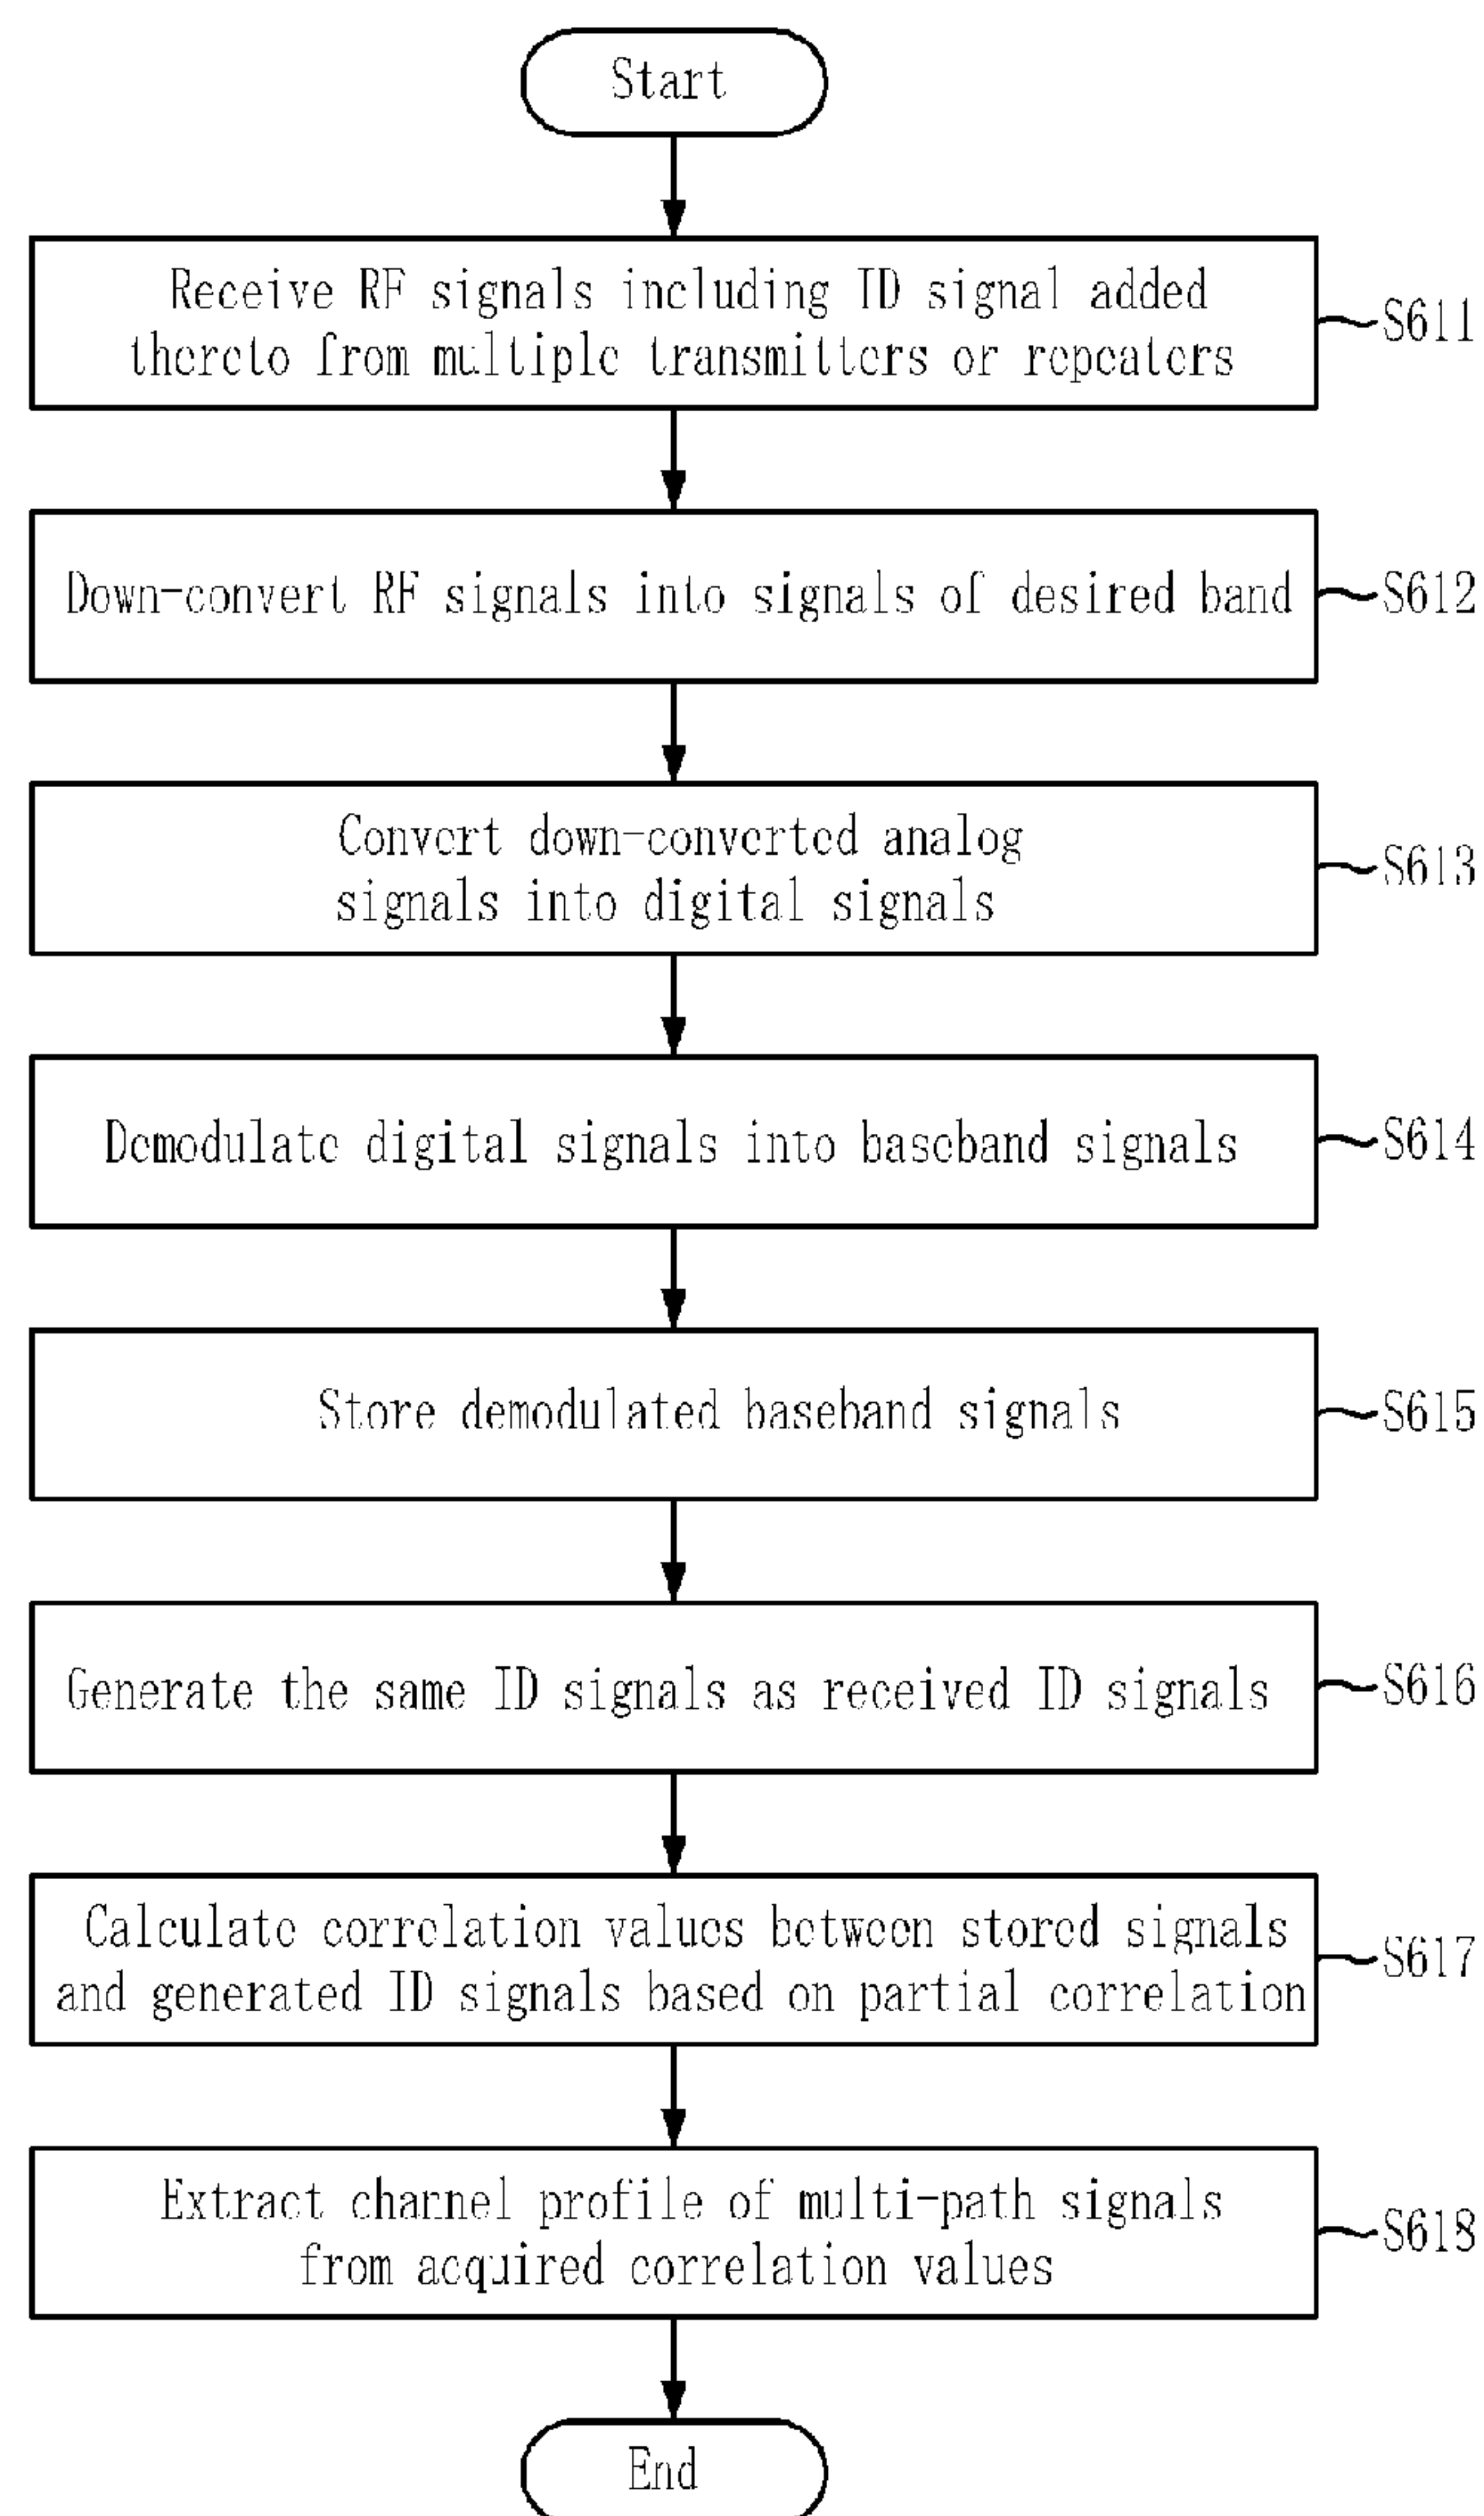 Start
Receive RF signals including ID signal added
thereto from multiple transmitters or repeaters
S611
Down-convert RF signals into signals of desired band
S612
Convert down-converted analog
signals into digital signals
S613
Demodulate digital signals into baseband signals
S614
Store demodulated baseband signals
S615
Generate the same ID signals as received ID signals
S616
Calculate correlation values between stored signals
and generated ID signals based on partial correlation
S617
Extract channel profile of multi-path signals
from acquired correlation values
S618
End